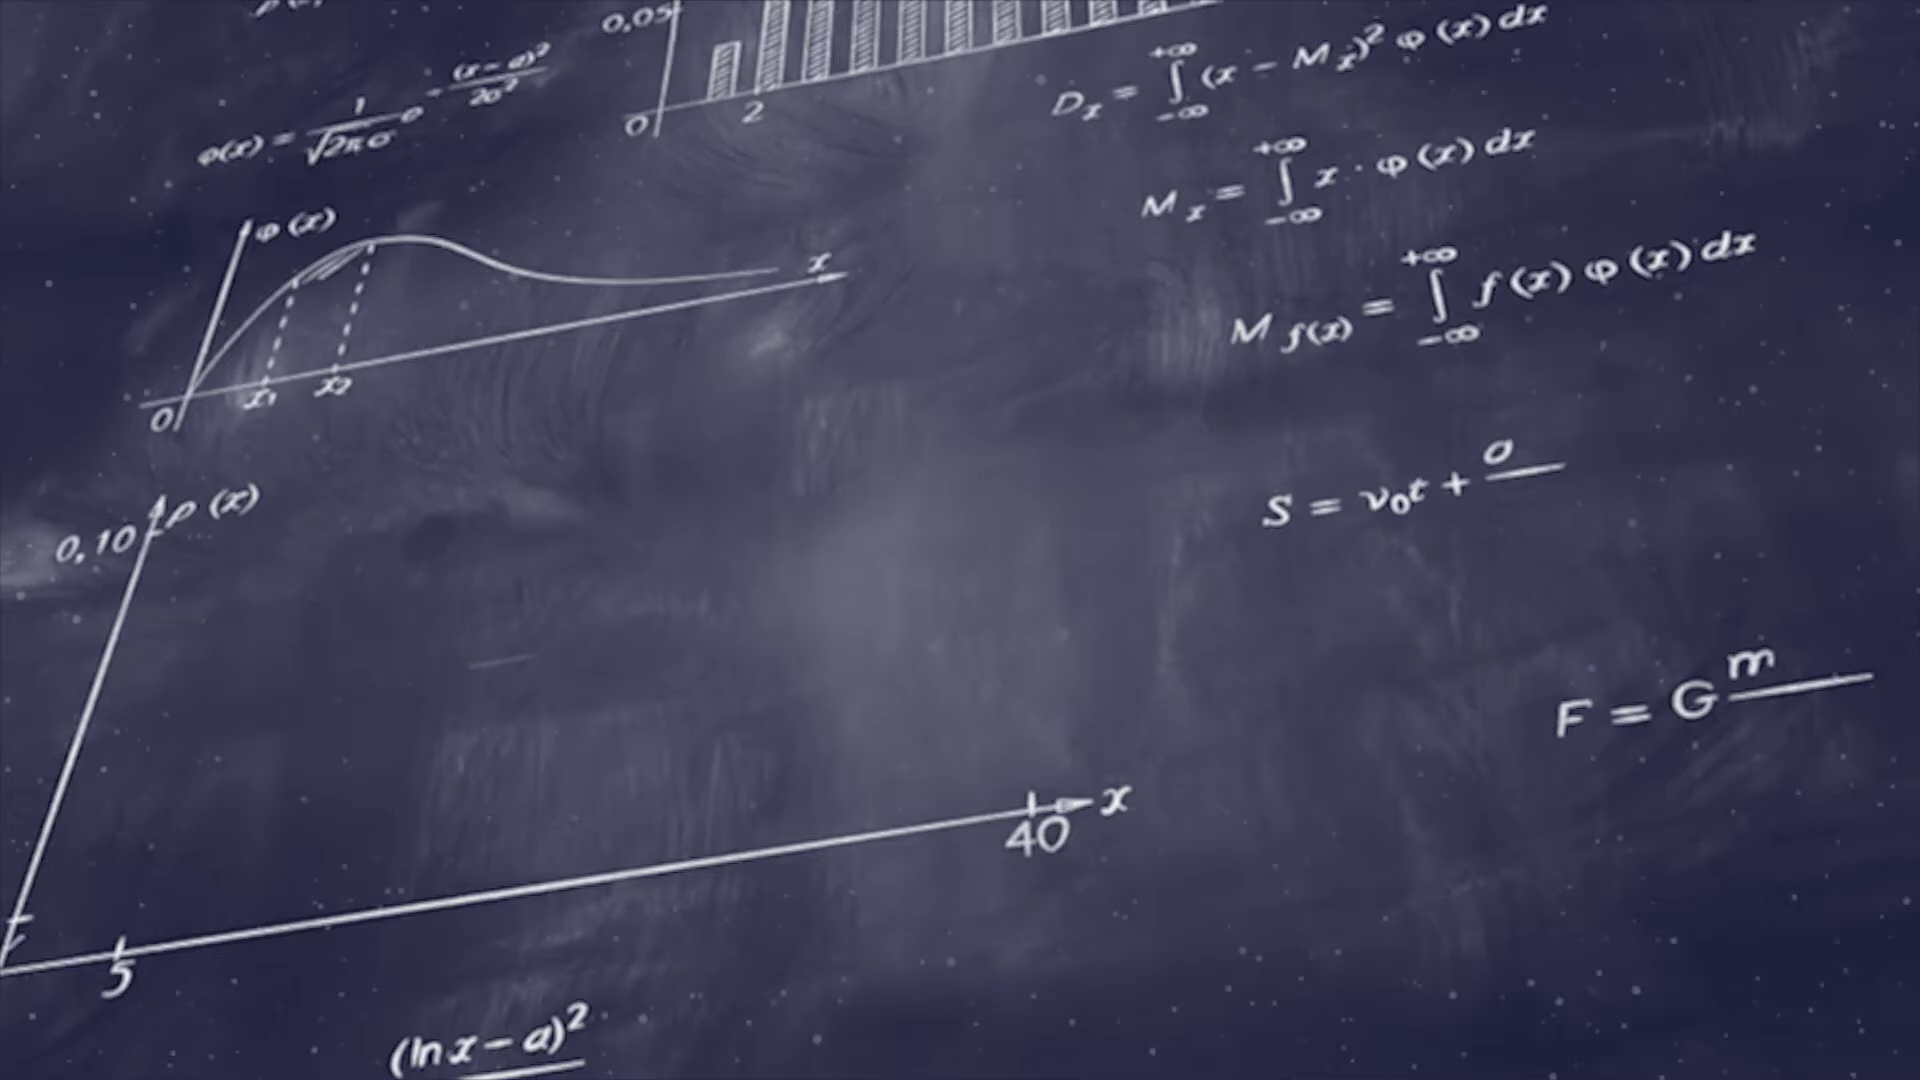 0,05
φ(x) = 1/√2πσ e - (x-a)²/2σ²
0 2
D_x = ∫_{-∞}^{+∞} (x - M_x)² φ(x) dx
M_x = ∫_{-∞}^{+∞} x · φ(x) dx
M_{f(x)} = ∫_{-∞}^{+∞} f(x) φ(x) dx
φ(x)
x
0 x₁ x₂
S = v₀t + a
0,10 ρ(x)
F = G m
x
40
5
(ln x - a)²